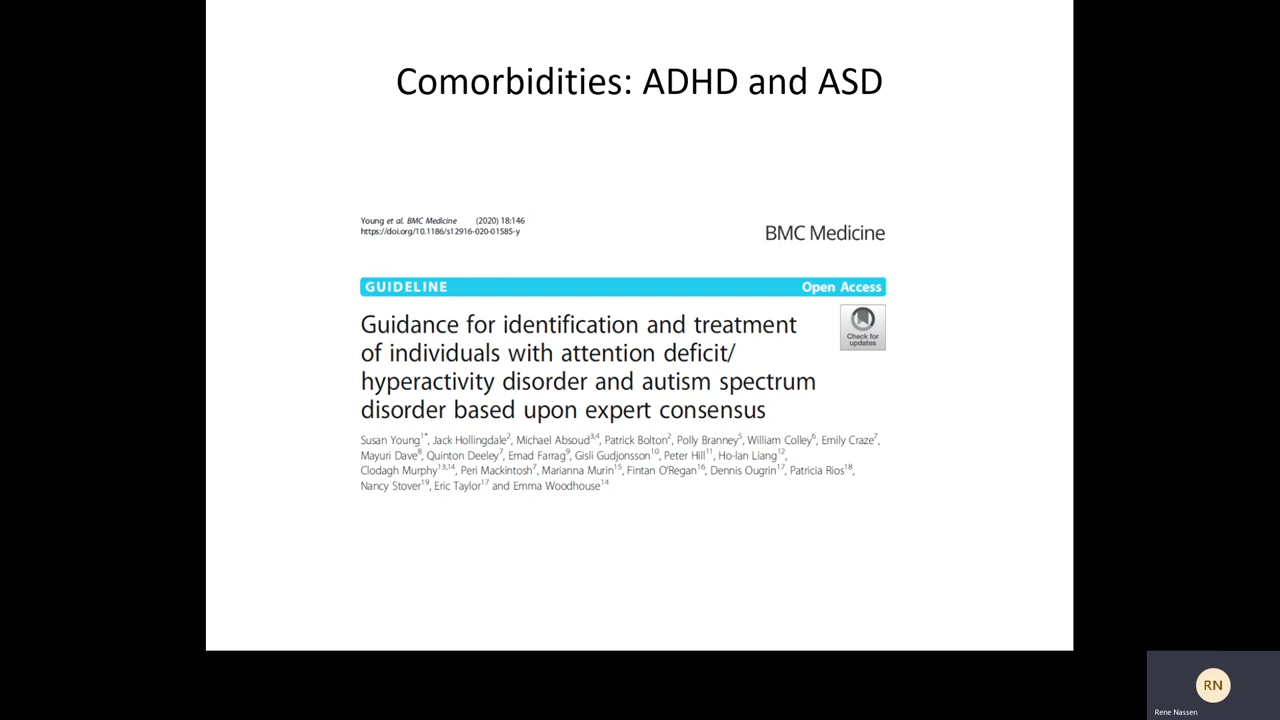 Comorbidities: ADHD and ASD
Young et al. BMC Medicine (2020) 18:146
https://doi.org/10.1186/s12916-020-01585-y
BMC Medicine
GUIDELINE Open Access
Guidance for identification and treatment
of individuals with attention deficit/
hyperactivity disorder and autism spectrum
disorder based upon expert consensus
Check for
updates
Susan Young1*, Jack Hollingdale2, Michael Absoud3,4, Patrick Bolton2, Polly Branney5, William Colley6, Emily Craze7,
Mayuri Dave8, Quinton Deeley7, Emad Farrag9, Gisli Gudjonsson10, Peter Hill11, Ho-lan Liang12,
Clodagh Murphy13,14, Peri Mackintosh7, Marianna Murin15, Fintan O'Regan16, Dennis Ougrin17, Patricia Rios18,
Nancy Stover19, Eric Taylor17 and Emma Woodhouse14
RN
Rene Nassen